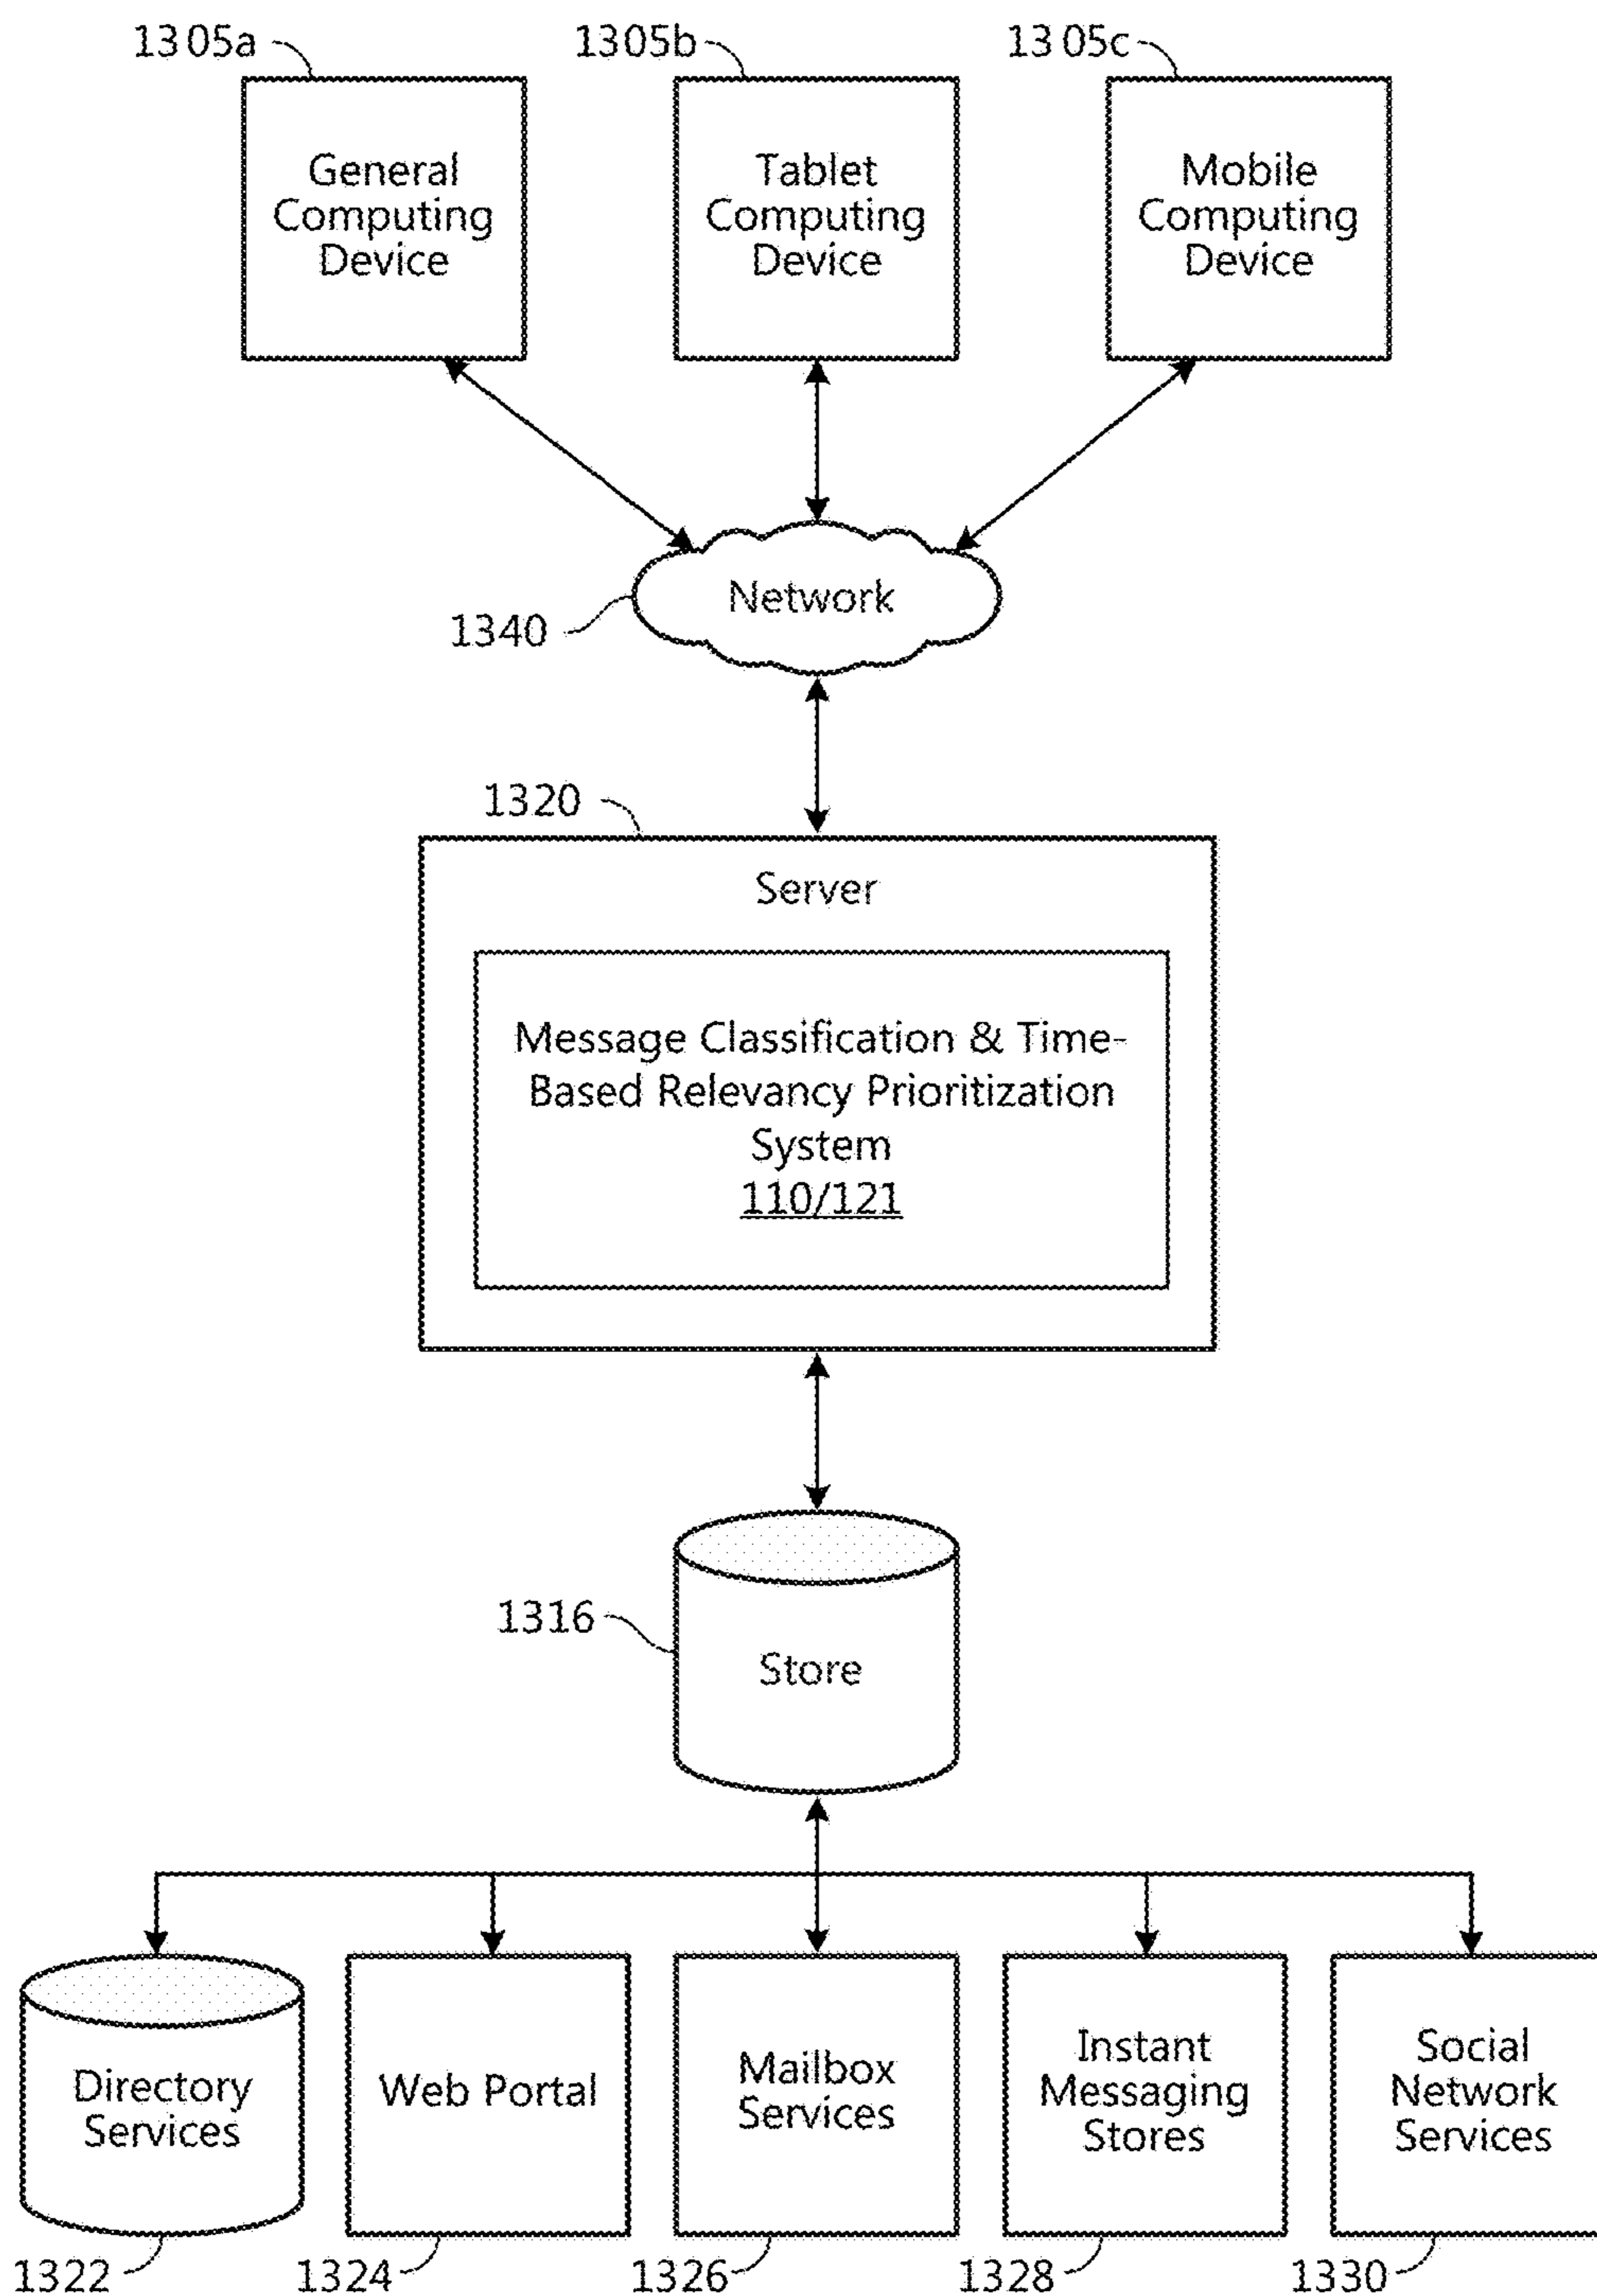 1305a
1305b
1305c
General
Computing
Device
Tablet
Computing
Device
Mobile
Computing
Device
Network
1340
1320
Server
Message Classification & Time-
Based Relevancy Prioritization
System
110/121
1316
Store
Directory
Services
Web Portal
Mailbox
Services
Instant
Messaging
Stores
Social
Network
Services
1322
1324
1326
1328
1330